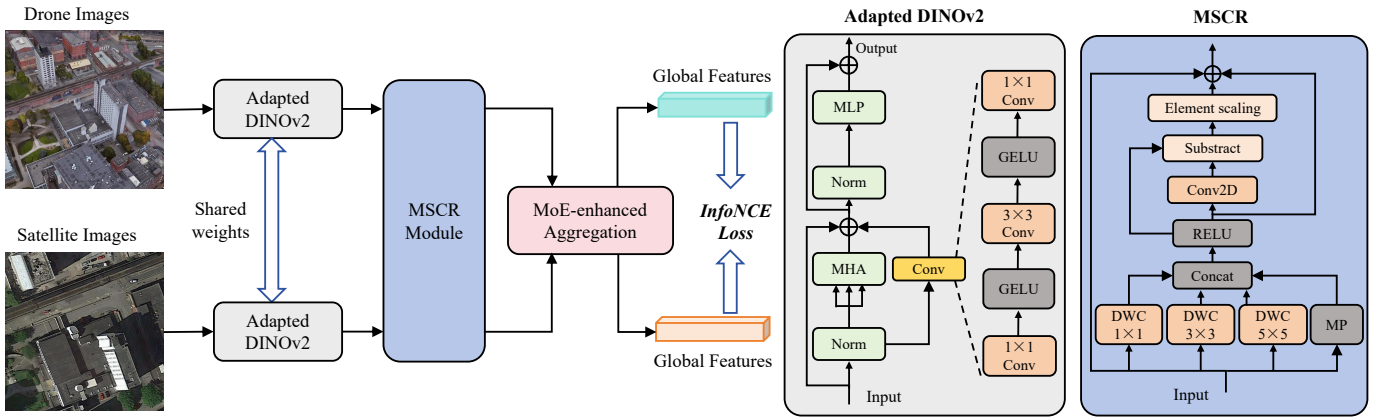 Drone Images
Satellite Images
Adapted
DINOv2
Shared
weights
Adapted
DINOv2
MSCR
Module
MoE-enhanced
Aggregation
Global Features
InfoNCE
Loss
Global Features
Adapted DINOv2
Output
MLP
Norm
MHA
Conv
Norm
Input
1×1
Conv
GELU
3×3
Conv
GELU
1×1
Conv
MSCR
Element scaling
Substract
Conv2D
RELU
Concat
DWC
1×1
DWC
3×3
DWC
5×5
MP
Input